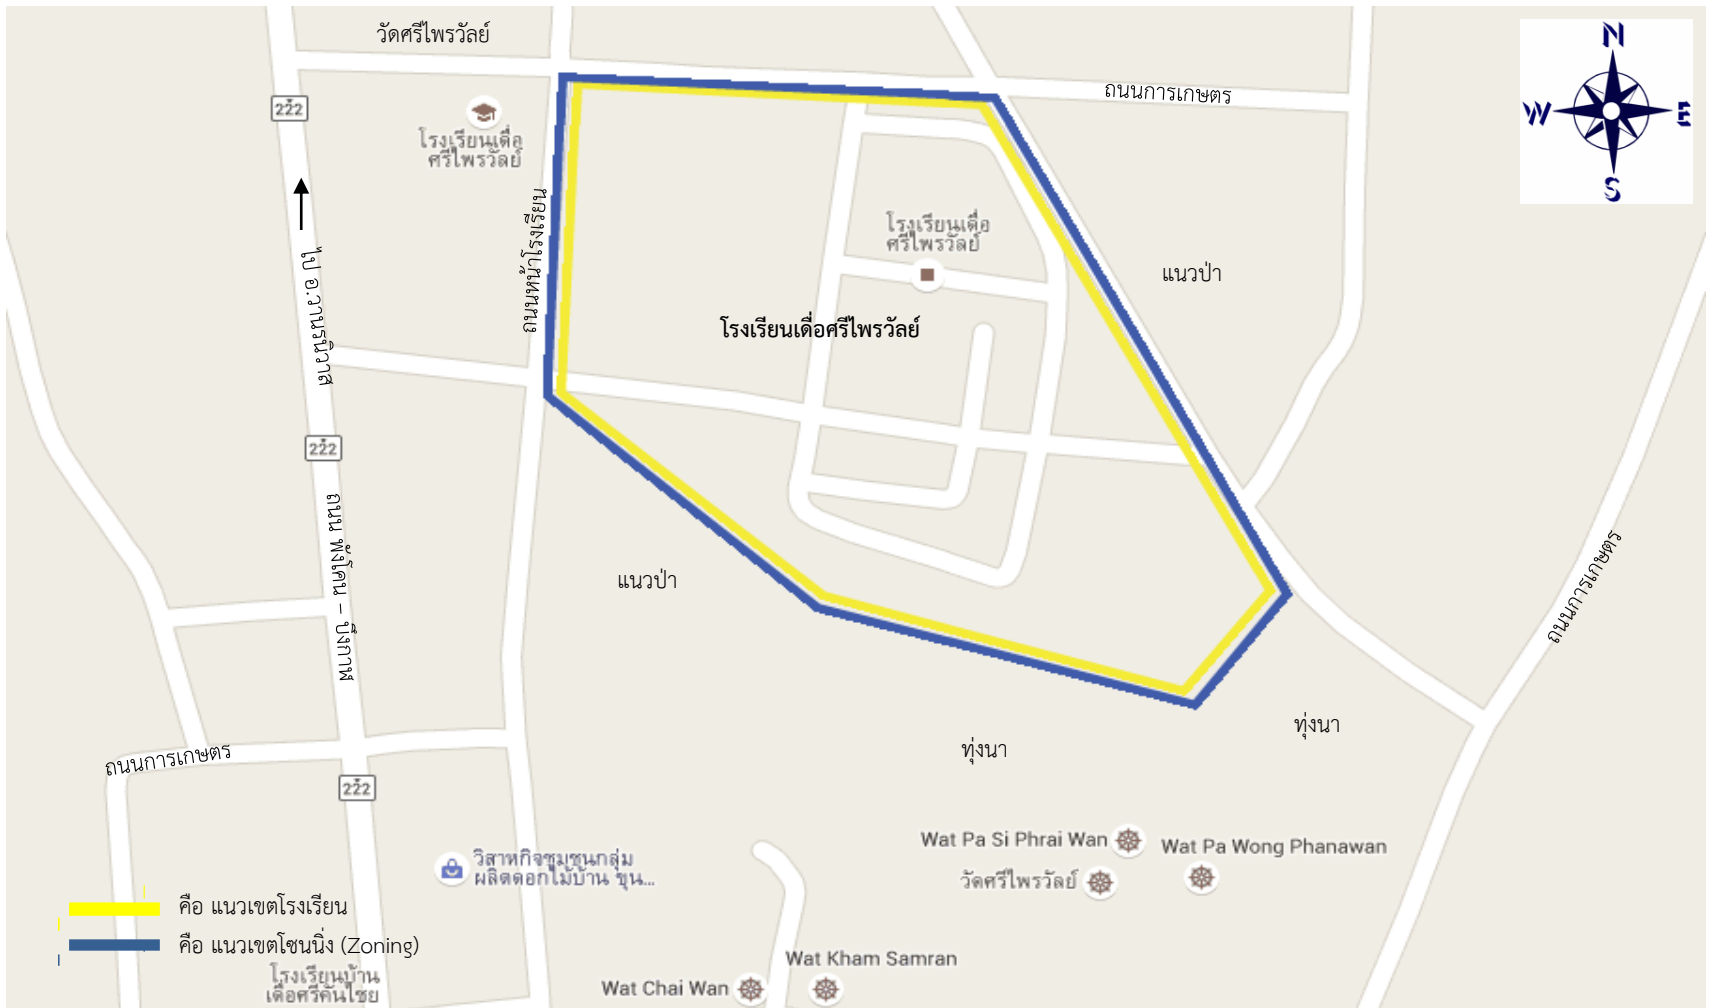 วัดศรีไพรวัลย์
N
W
E
S
222
ถนนการเกษตร
โรงเรียนเดื่อ
ศรีไพรวัลย์
ถนนหน้าโรงเรียน
โรงเรียนเดื่อ
ศรีไพรวัลย์
แนวป่า
ไป อ.วานรนิวาส
โรงเรียนเดื่อศรีไพรวัลย์
222
ถนน พังโคน – บึงกาฬ
แนวป่า
ถนนการเกษตร
ทุ่งนา
ทุ่งนา
ถนนการเกษตร
222
Wat Pa Si Phrai Wan
Wat Pa Wong Phanawan
วิสาหกิจชุมชนกลุ่ม
ผลิตดอกไม้บ้าน ขุน...
วัดศรีไพรวัลย์
คือ แนวเขตโรงเรียน
คือ แนวเขตโซนนิ่ง (Zoning)
Wat Kham Samran
โรงเรียนบ้าน
เดื่อศรีคันไชย
Wat Chai Wan